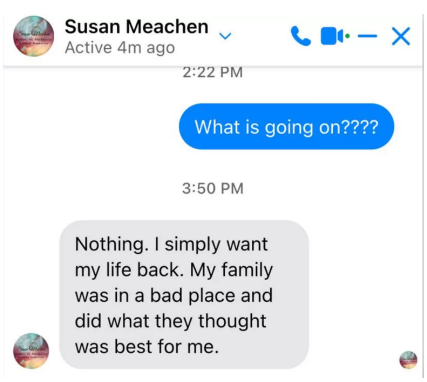 Susan Meachen
Active 4m ago
2:22 PM
What is going on????
3:50 PM
Nothing. I simply want
my life back. My family
was in a bad place and
did what they thought
was best for me.